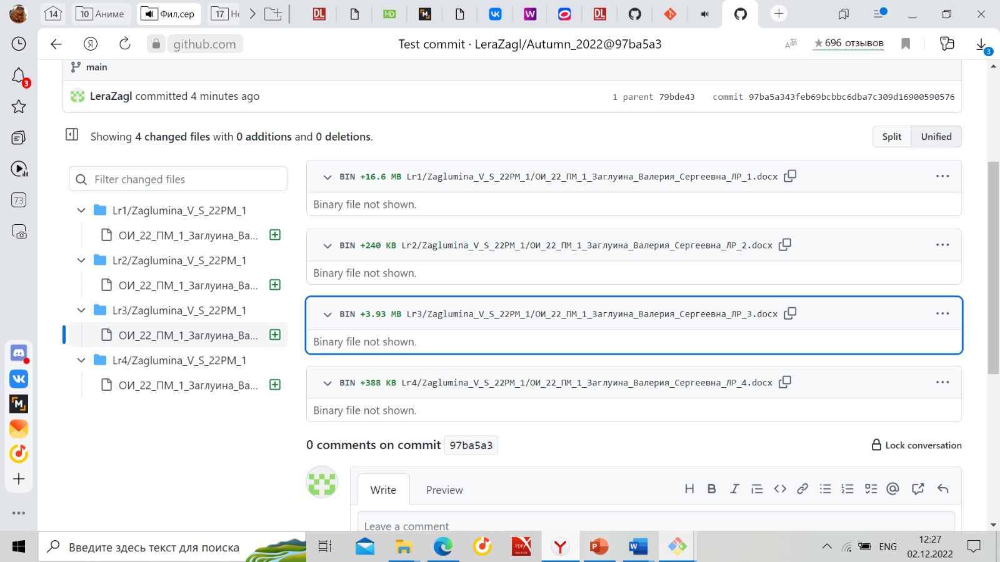 14
10 Аниме
Фил,сер
17
HD
DL
M
W
DL
github.com
Test commit · LeraZagl/Autumn_2022@97ba5a3
★696 отзывов
3
main
LeraZagl committed 4 minutes ago
1 parent 79bde43 commit 97ba5a343feb69bcbbc6dba7c309d16900590576
3
Showing 4 changed files with 0 additions and 0 deletions.
Split Unified
73
Filter changed files
Lr1/Zaglumina_V_S_22PM_1
ОИ_22_ПМ_1_Заглуина_Ва...
Lr2/Zaglumina_V_S_22PM_1
ОИ_22_ПМ_1_Заглуина_Ва...
Lr3/Zaglumina_V_S_22PM_1
ОИ_22_ПМ_1_Заглуина_Ва...
Lr4/Zaglumina_V_S_22PM_1
ОИ_22_ПМ_1_Заглуина_Ва...
BIN +16.6 MB Lr1/Zaglumina_V_S_22PM_1/ОИ_22_ПМ_1_Заглуина_Валерия_Сергеевна_ЛР_1.docx
Binary file not shown.
BIN +240 KB Lr2/Zaglumina_V_S_22PM_1/ОИ_22_ПМ_1_Заглуина_Валерия_Сергеевна_ЛР_2.docx
Binary file not shown.
BIN +3.93 MB Lr3/Zaglumina_V_S_22PM_1/ОИ_22_ПМ_1_Заглуина_Валерия_Сергеевна_ЛР_3.docx
Binary file not shown.
BIN +388 KB Lr4/Zaglumina_V_S_22PM_1/ОИ_22_ПМ_1_Заглуина_Валерия_Сергеевна_ЛР_4.docx
Binary file not shown.
0 comments on commit 97ba5a3
Lock conversation
Write Preview
Leave a comment
Введите здесь текст для поиска
ENG
12:27
02.12.2022